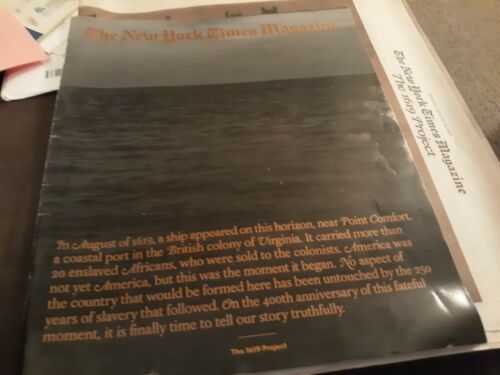 The New York Times Magazine
In August of 1619, a ship appeared on this horizon, near Point Comfort,
a coastal port in the British colony of Virginia. It carried more than
20 enslaved Africans, who were sold to the colonists. America was
not yet America, but this was the moment it began. No aspect of
the country that would be formed here has been untouched by the 250
years of slavery that followed. On the 400th anniversary of this fateful
moment, it is finally time to tell our story truthfully.
The 1619 Project
The New York Times Magazine
The 1619 Project